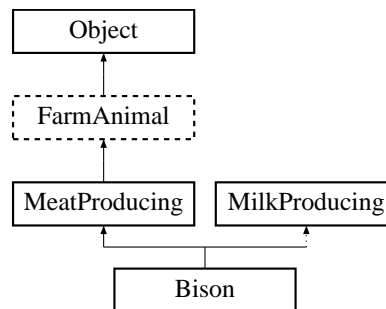 Object
FarmAnimal
MeatProducing
MilkProducing
Bison